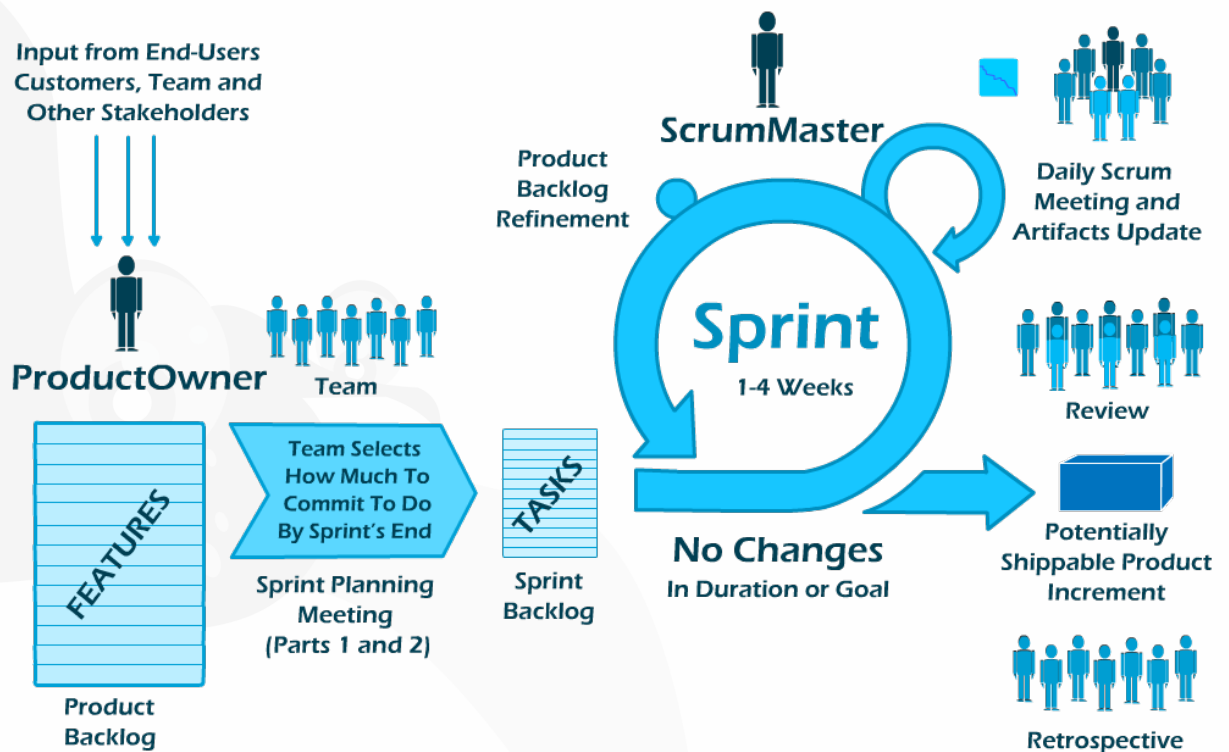 Input from End-Users
Customers, Team and
Other Stakeholders
ProductOwner
Team
FEATURES
Product
Backlog
Team Selects
How Much To
Commit To Do
By Sprint's End
Sprint Planning
Meeting
(Parts 1 and 2)
TASKS
Sprint
Backlog
Product
Backlog
Refinement
ScrumMaster
Sprint
1-4 Weeks
No Changes
In Duration or Goal
Daily Scrum
Meeting and
Artifacts Update
Review
Potentially
Shippable Product
Increment
Retrospective